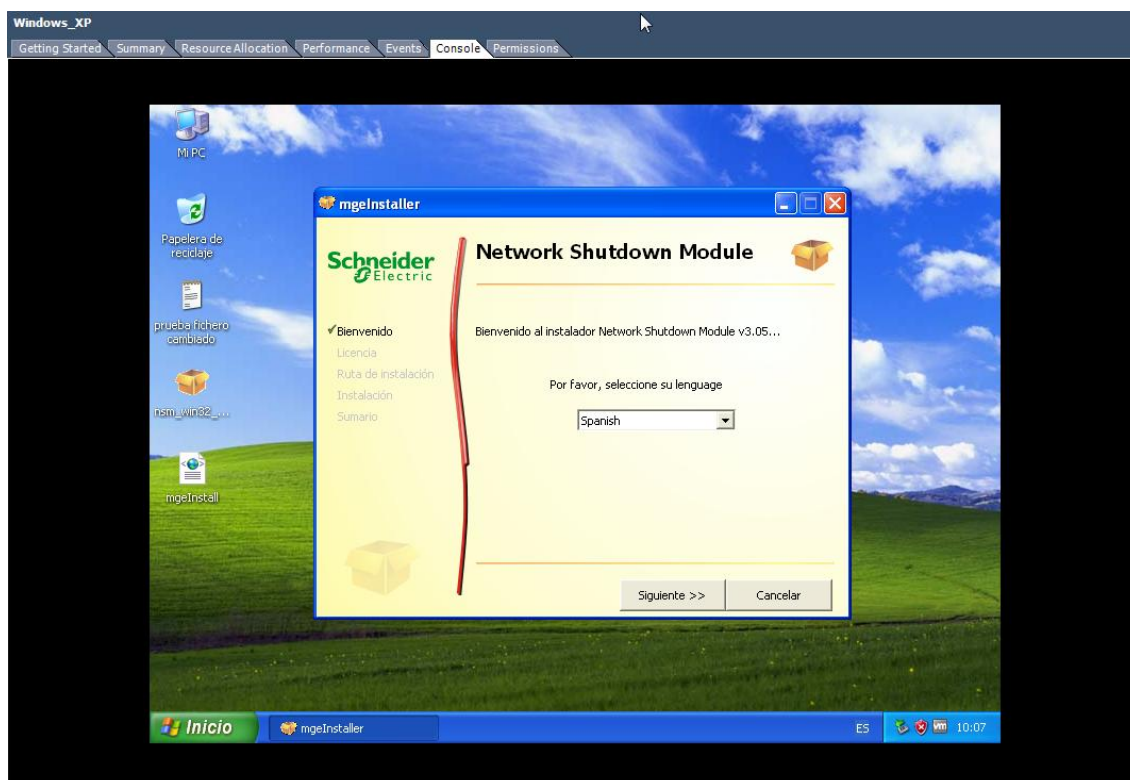 Windows_XP
Getting Started Summary Resource Allocation Performance Events Console Permissions
Mi PC
Papelera de
reciclaje
prueba fichero
cambiado
nsm_win32_...
mgeInstall
mgeInstaller
Schneider
Electric
Network Shutdown Module
✓Bienvenido
Licencia
Ruta de instalación
Instalación
Sumario
Bienvenido al instalador Network Shutdown Module v3.05...
Por favor, seleccione su lenguage
Spanish
Siguiente >> Cancelar
Inicio mgeInstaller ES vm 10:07